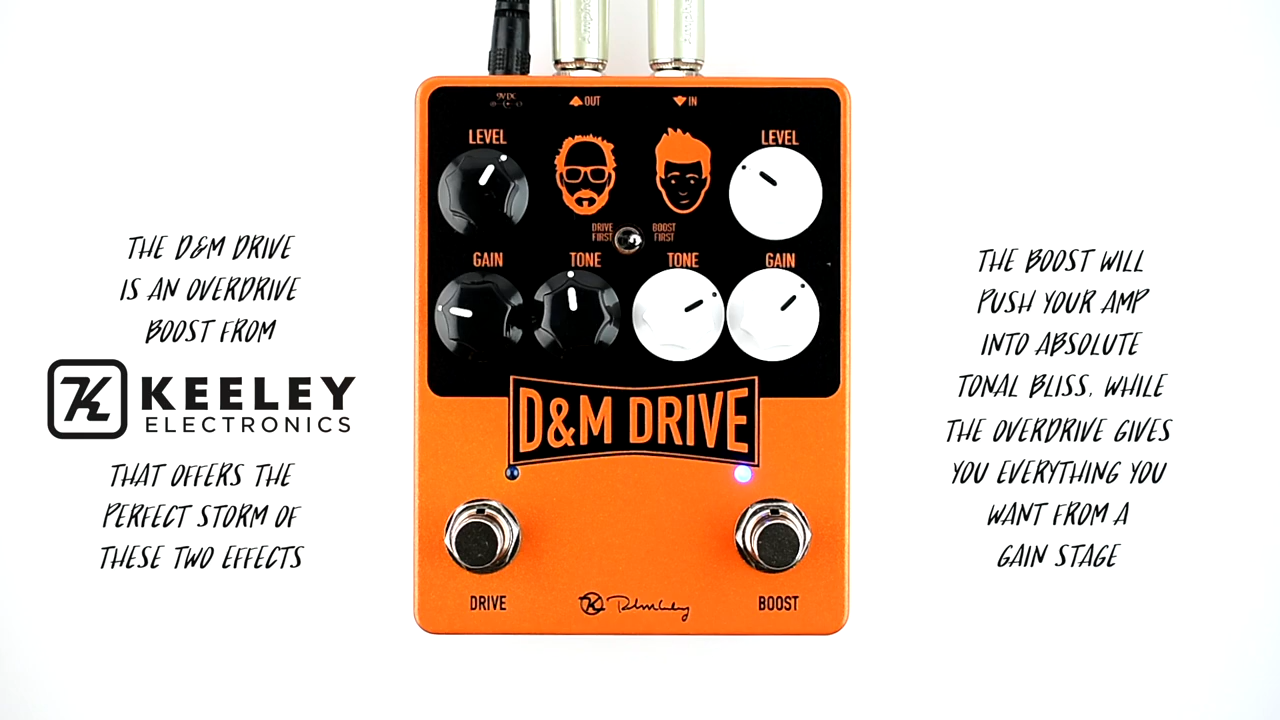 THE D&M DRIVE
IS AN OVERDRIVE
BOOST FROM
KEELEY
ELECTRONICS
THAT OFFERS THE
PERFECT STORM OF
THESE TWO EFFECTS
9V DC
OUT
IN
LEVEL
LEVEL
DRIVE
FIRST
BOOST
FIRST
GAIN
TONE
TONE
GAIN
D&M DRIVE
DRIVE
BOOST
THE BOOST WILL
PUSH YOUR AMP
INTO ABSOLUTE
TONAL BLISS, WHILE
THE OVERDRIVE GIVES
YOU EVERYTHING YOU
WANT FROM A
GAIN STAGE